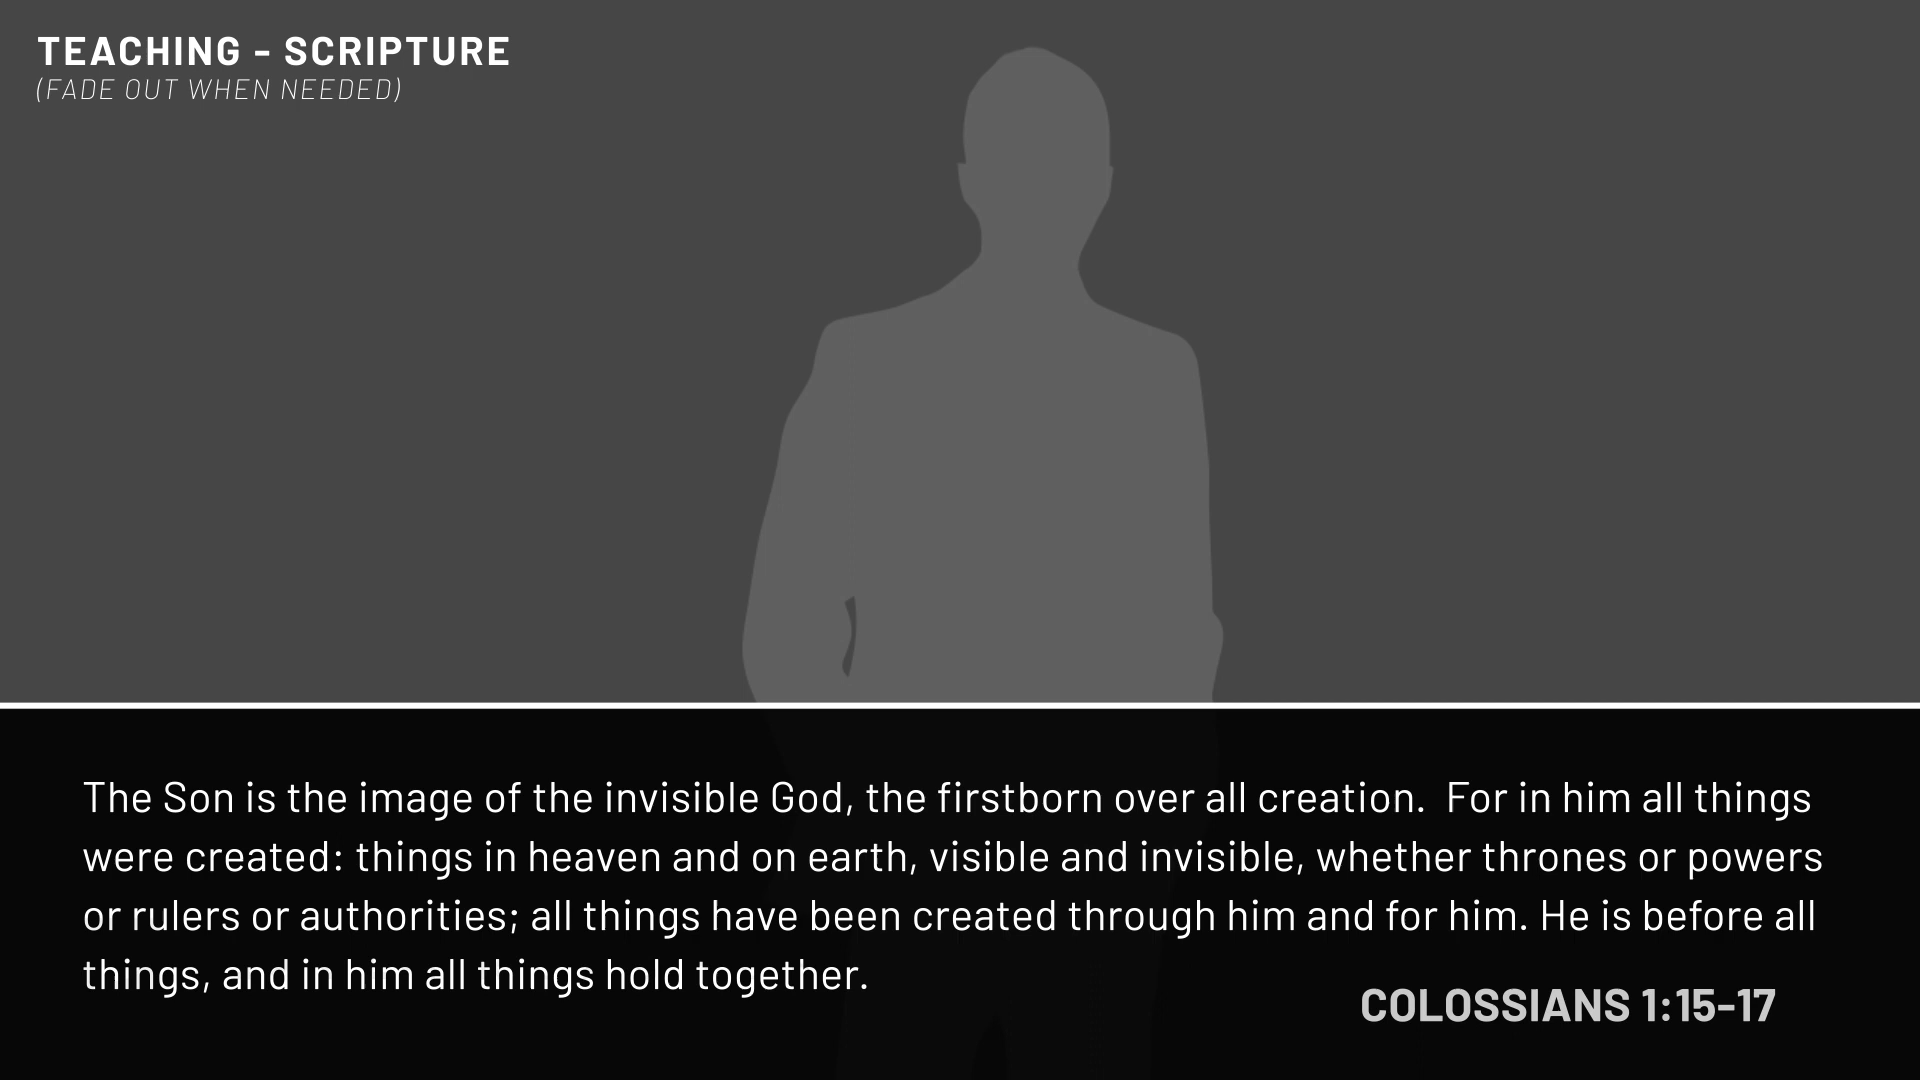 TEACHING - SCRIPTURE
(FADE OUT WHEN NEEDED)
The Son is the image of the invisible God, the firstborn over all creation.  For in him all things
were created: things in heaven and on earth, visible and invisible, whether thrones or powers
or rulers or authorities; all things have been created through him and for him. He is before all
things, and in him all things hold together.
COLOSSIANS 1:15-17